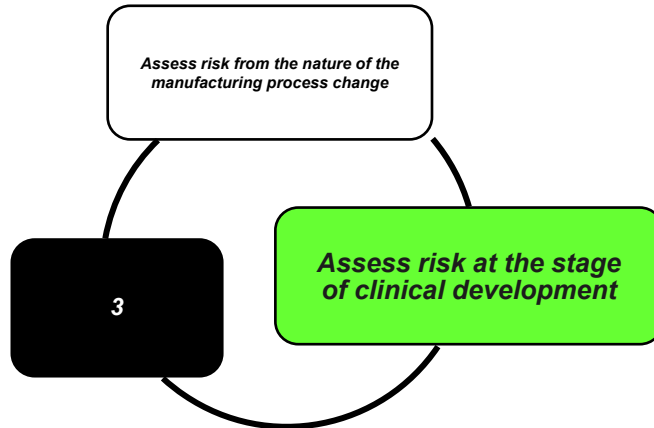 Assess risk from the nature of the
manufacturing process change
Assess risk at the stage
of clinical development
3